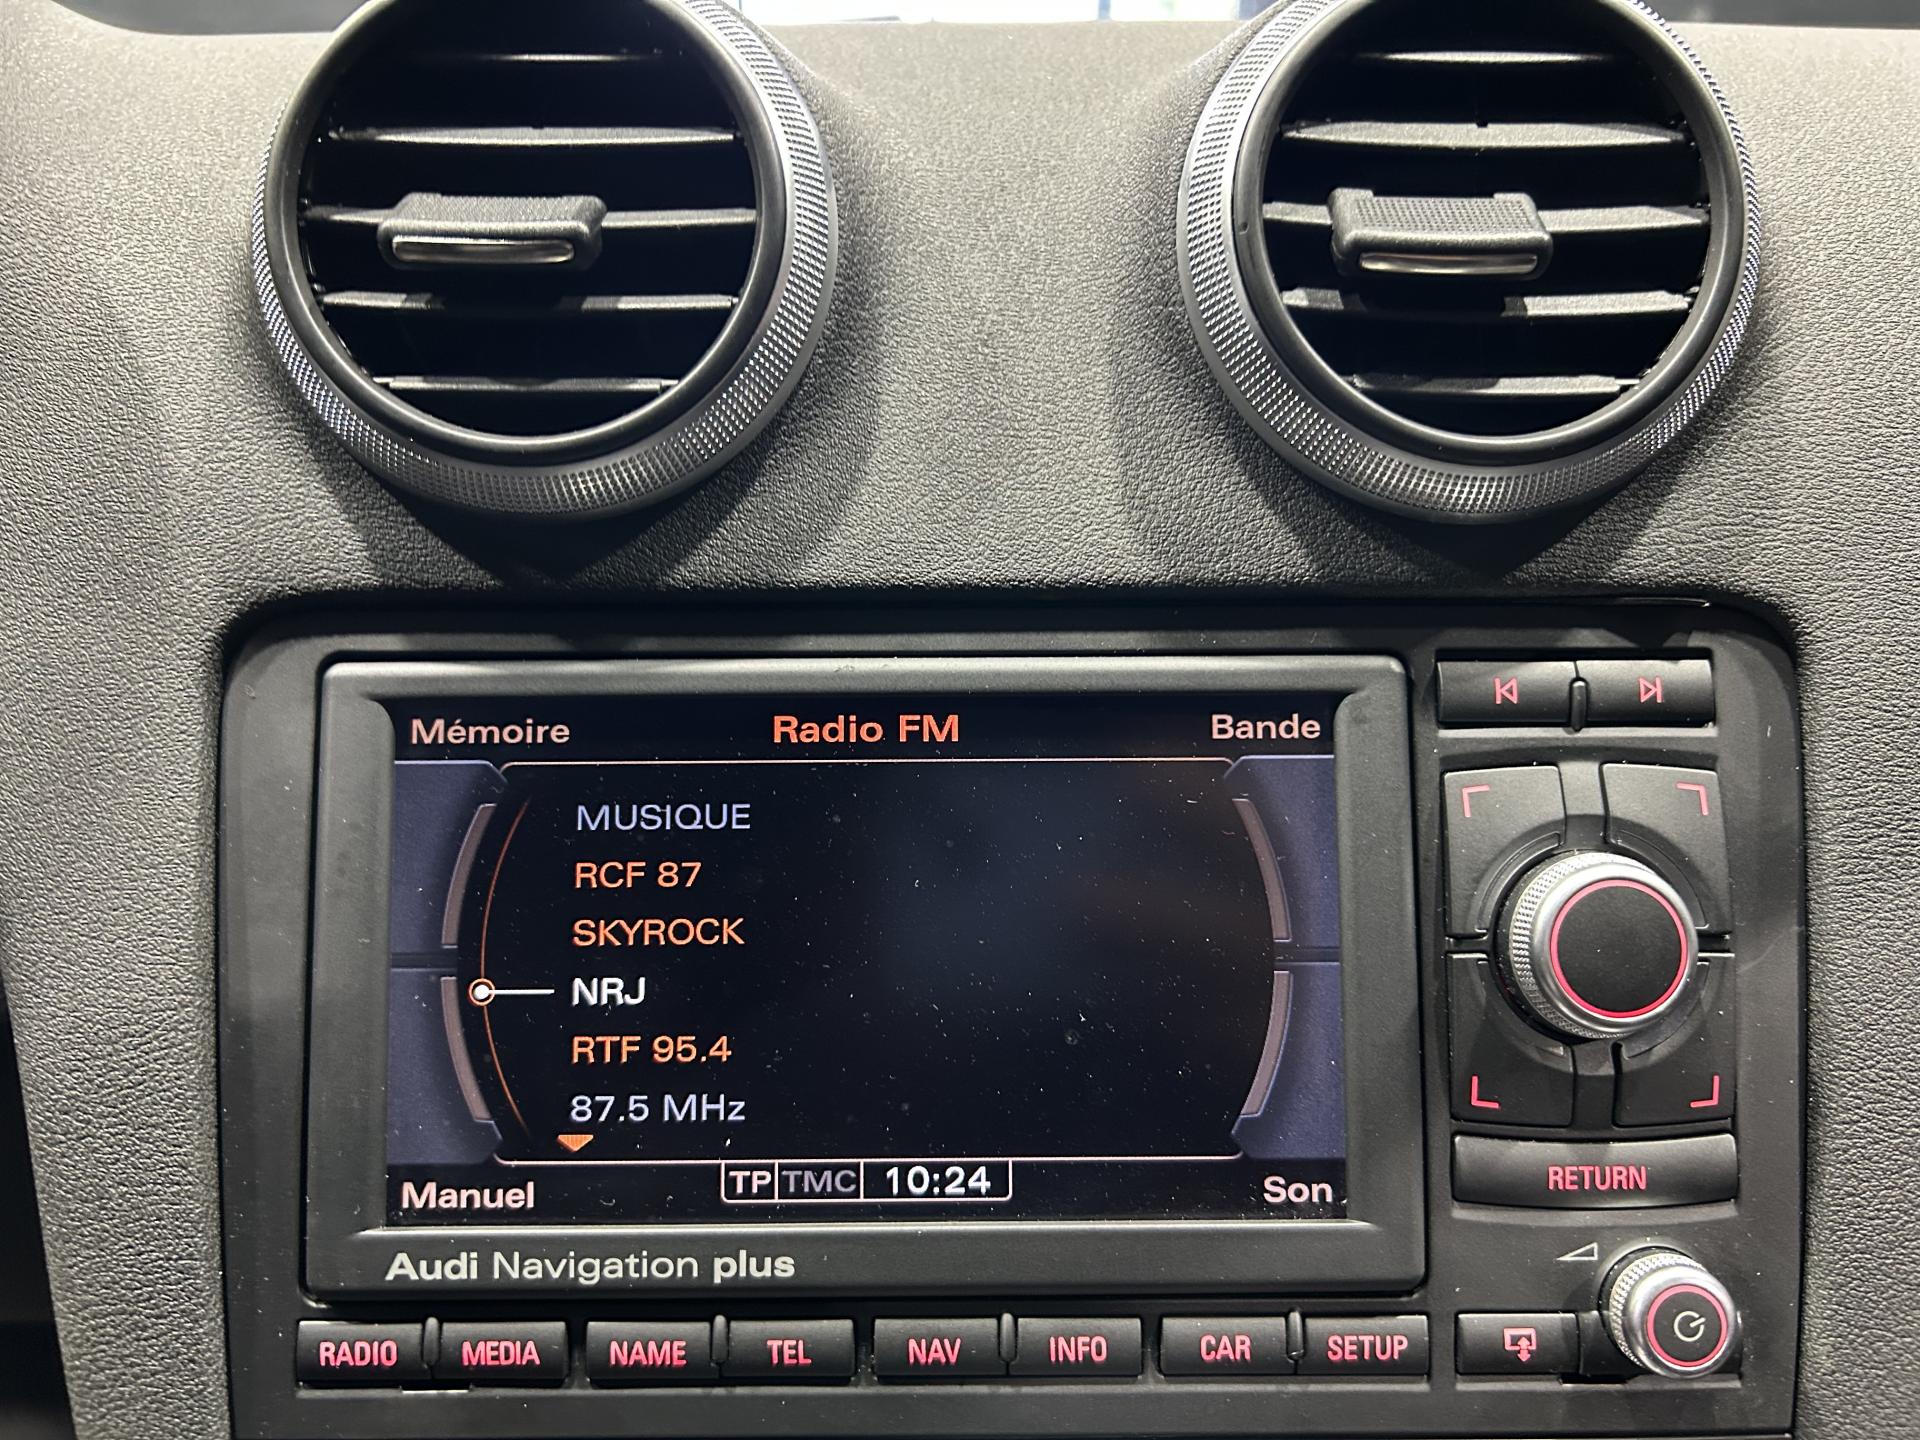 Mémoire Radio FM Bande
MUSIQUE
RCF 87
SKYROCK
NRJ
RTF 95.4
87.5 MHz
TP TMC 10:24
Manuel Son
Audi Navigation plus
RETURN
RADIO MEDIA NAME TEL NAV INFO CAR SETUP